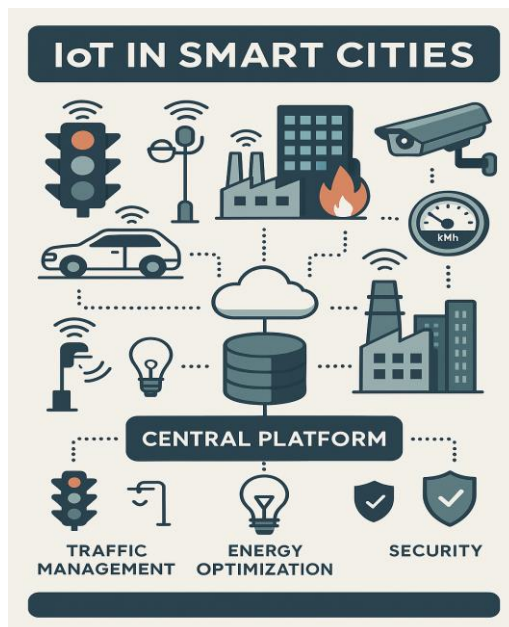 IoT IN SMART CITIES
kMh
CENTRAL PLATFORM
TRAFFIC
MANAGEMENT
ENERGY
OPTIMIZATION
SECURITY